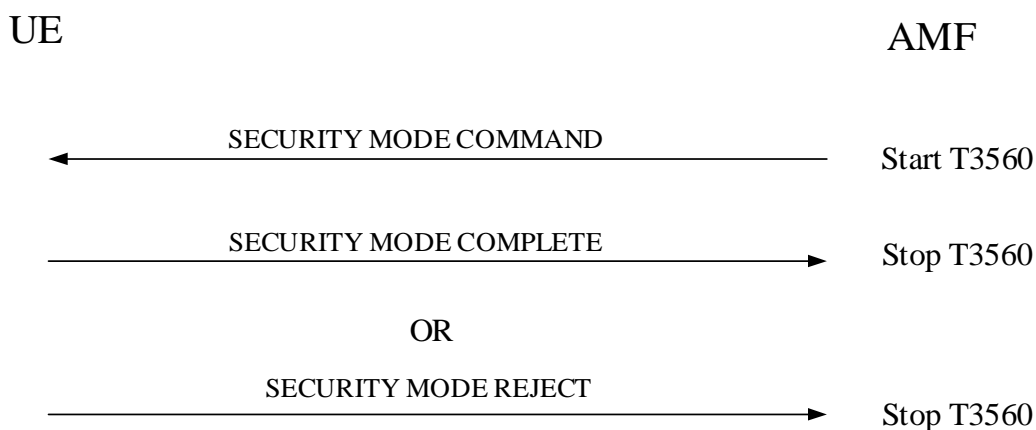 UE
AMF
SECURITY MODE COMMAND
Start T3560
SECURITY MODE COMPLETE
Stop T3560
OR
SECURITY MODE REJECT
Stop T3560